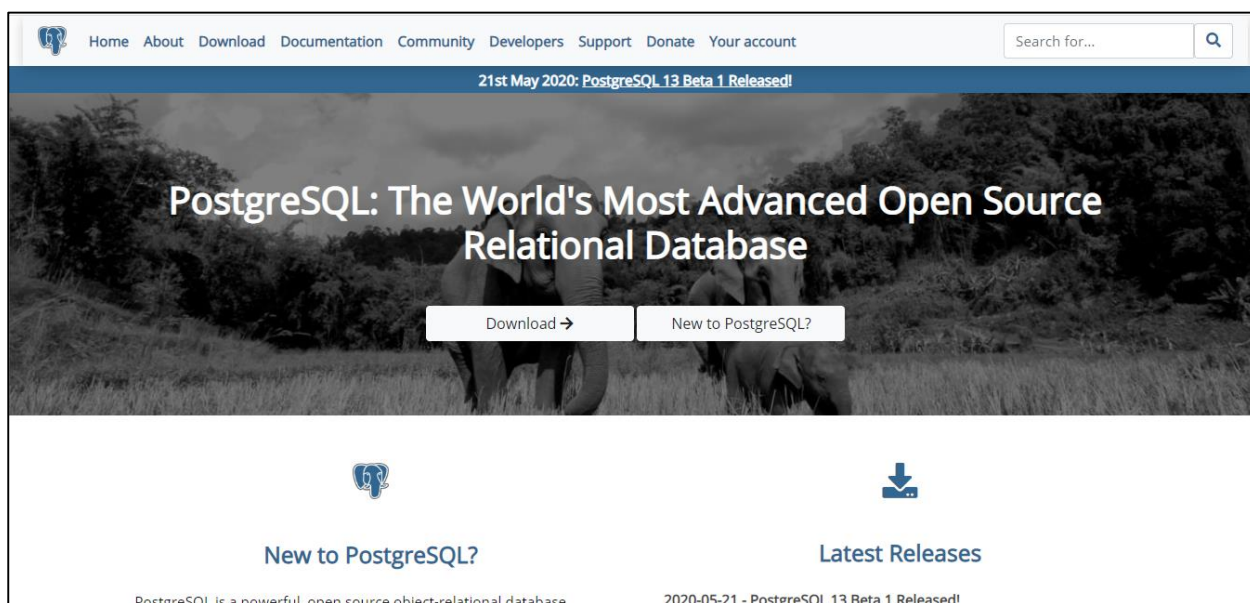 Home About Download Documentation Community Developers Support Donate Your account Search for...
21st May 2020: PostgreSQL 13 Beta 1 Released!
PostgreSQL: The World's Most Advanced Open Source
Relational Database
Download → New to PostgreSQL?
New to PostgreSQL?
Latest Releases
PostgreSQL is a powerful, open source object-relational database
2020-05-21 - PostgreSQL 13 Beta 1 Released!